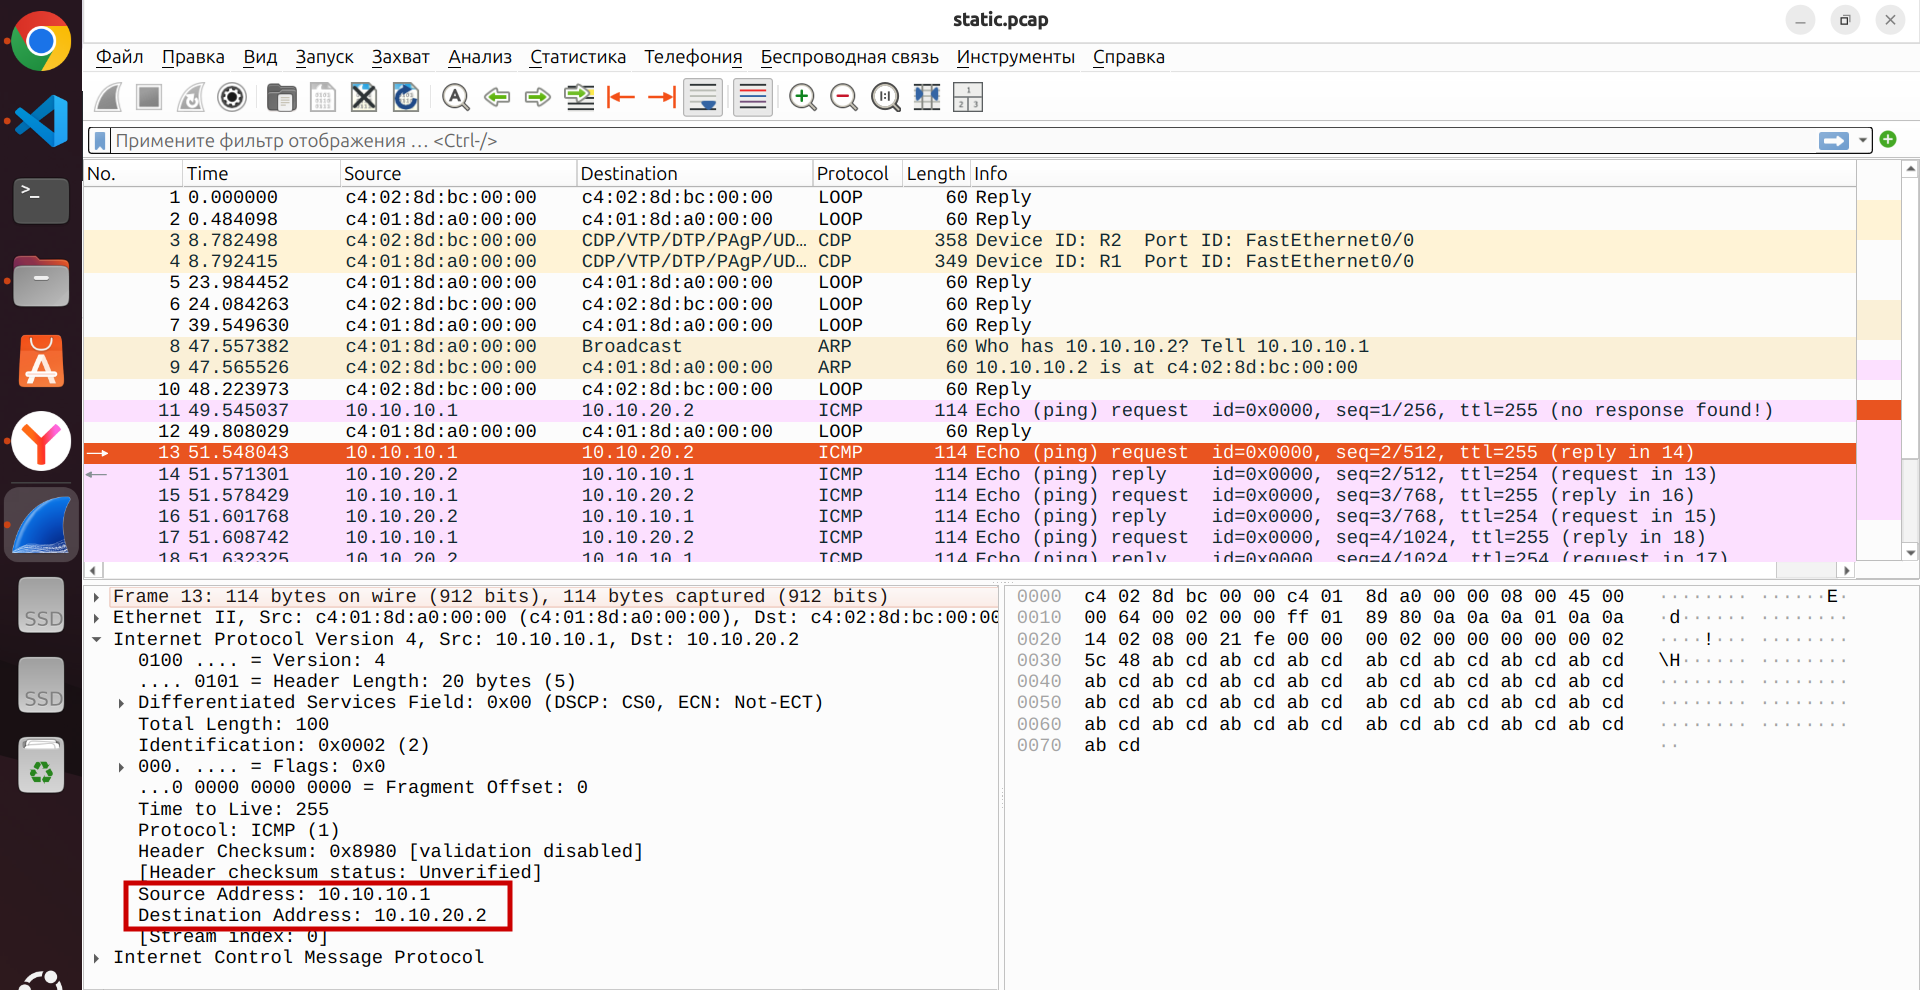 static.pcap
Файл Правка Вид Запуск Захват Анализ Статистика Телефония Беспроводная связь Инструменты Справка
Примените фильтр отображения … <Ctrl-/>
No. Time Source Destination Protocol Length Info
1 0.000000 c4:02:8d:bc:00:00 c4:02:8d:bc:00:00 LOOP 60 Reply
2 0.484098 c4:01:8d:a0:00:00 c4:01:8d:a0:00:00 LOOP 60 Reply
3 8.782498 c4:02:8d:bc:00:00 CDP/VTP/DTP/PAgP/UD… CDP 358 Device ID: R2 Port ID: FastEthernet0/0
4 8.792415 c4:01:8d:a0:00:00 CDP/VTP/DTP/PAgP/UD… CDP 349 Device ID: R1 Port ID: FastEthernet0/0
5 23.984452 c4:01:8d:a0:00:00 c4:01:8d:a0:00:00 LOOP 60 Reply
6 24.084263 c4:02:8d:bc:00:00 c4:02:8d:bc:00:00 LOOP 60 Reply
7 39.549630 c4:01:8d:a0:00:00 c4:01:8d:a0:00:00 LOOP 60 Reply
8 47.557382 c4:01:8d:a0:00:00 Broadcast ARP 60 Who has 10.10.10.2? Tell 10.10.10.1
9 47.565526 c4:02:8d:bc:00:00 c4:01:8d:a0:00:00 ARP 60 10.10.10.2 is at c4:02:8d:bc:00:00
10 48.223973 c4:02:8d:bc:00:00 c4:02:8d:bc:00:00 LOOP 60 Reply
11 49.545037 10.10.10.1 10.10.20.2 ICMP 114 Echo (ping) request id=0x0000, seq=1/256, ttl=255 (no response found!)
12 49.808029 c4:01:8d:a0:00:00 c4:01:8d:a0:00:00 LOOP 60 Reply
13 51.548043 10.10.10.1 10.10.20.2 ICMP 114 Echo (ping) request id=0x0000, seq=2/512, ttl=255 (reply in 14)
14 51.571301 10.10.20.2 10.10.10.1 ICMP 114 Echo (ping) reply id=0x0000, seq=2/512, ttl=254 (request in 13)
15 51.578429 10.10.10.1 10.10.20.2 ICMP 114 Echo (ping) request id=0x0000, seq=3/768, ttl=255 (reply in 16)
16 51.601768 10.10.20.2 10.10.10.1 ICMP 114 Echo (ping) reply id=0x0000, seq=3/768, ttl=254 (request in 15)
17 51.608742 10.10.10.1 10.10.20.2 ICMP 114 Echo (ping) request id=0x0000, seq=4/1024, ttl=255 (reply in 18)
18 51.632325 10.10.20.2 10.10.10.1 ICMP 114 Echo (ping) reply id=0x0000, seq=4/1024, ttl=254 (request in 17)
Frame 13: 114 bytes on wire (912 bits), 114 bytes captured (912 bits)
Ethernet II, Src: c4:01:8d:a0:00:00 (c4:01:8d:a0:00:00), Dst: c4:02:8d:bc:00:00
Internet Protocol Version 4, Src: 10.10.10.1, Dst: 10.10.20.2
0100 .... = Version: 4
.... 0101 = Header Length: 20 bytes (5)
Differentiated Services Field: 0x00 (DSCP: CS0, ECN: Not-ECT)
Total Length: 100
Identification: 0x0002 (2)
000. .... = Flags: 0x0
...0 0000 0000 0000 = Fragment Offset: 0
Time to Live: 255
Protocol: ICMP (1)
Header Checksum: 0x8980 [validation disabled]
[Header checksum status: Unverified]
Source Address: 10.10.10.1
Destination Address: 10.10.20.2
[Stream index: 0]
Internet Control Message Protocol
0000 c4 02 8d bc 00 00 c4 01 8d a0 00 00 08 00 45 00 ········ ······E·
0010 00 64 00 02 00 00 ff 01 89 80 0a 0a 0a 01 0a 0a ·d······ ········
0020 14 02 08 00 21 fe 00 00 00 02 00 00 00 00 00 02 ····!··· ········
0030 5c 48 ab cd ab cd ab cd ab cd ab cd ab cd ab cd \H······ ········
0040 ab cd ab cd ab cd ab cd ab cd ab cd ab cd ab cd ········ ········
0050 ab cd ab cd ab cd ab cd ab cd ab cd ab cd ab cd ········ ········
0060 ab cd ab cd ab cd ab cd ab cd ab cd ab cd ab cd ········ ········
0070 ab cd ··
SSD
SSD